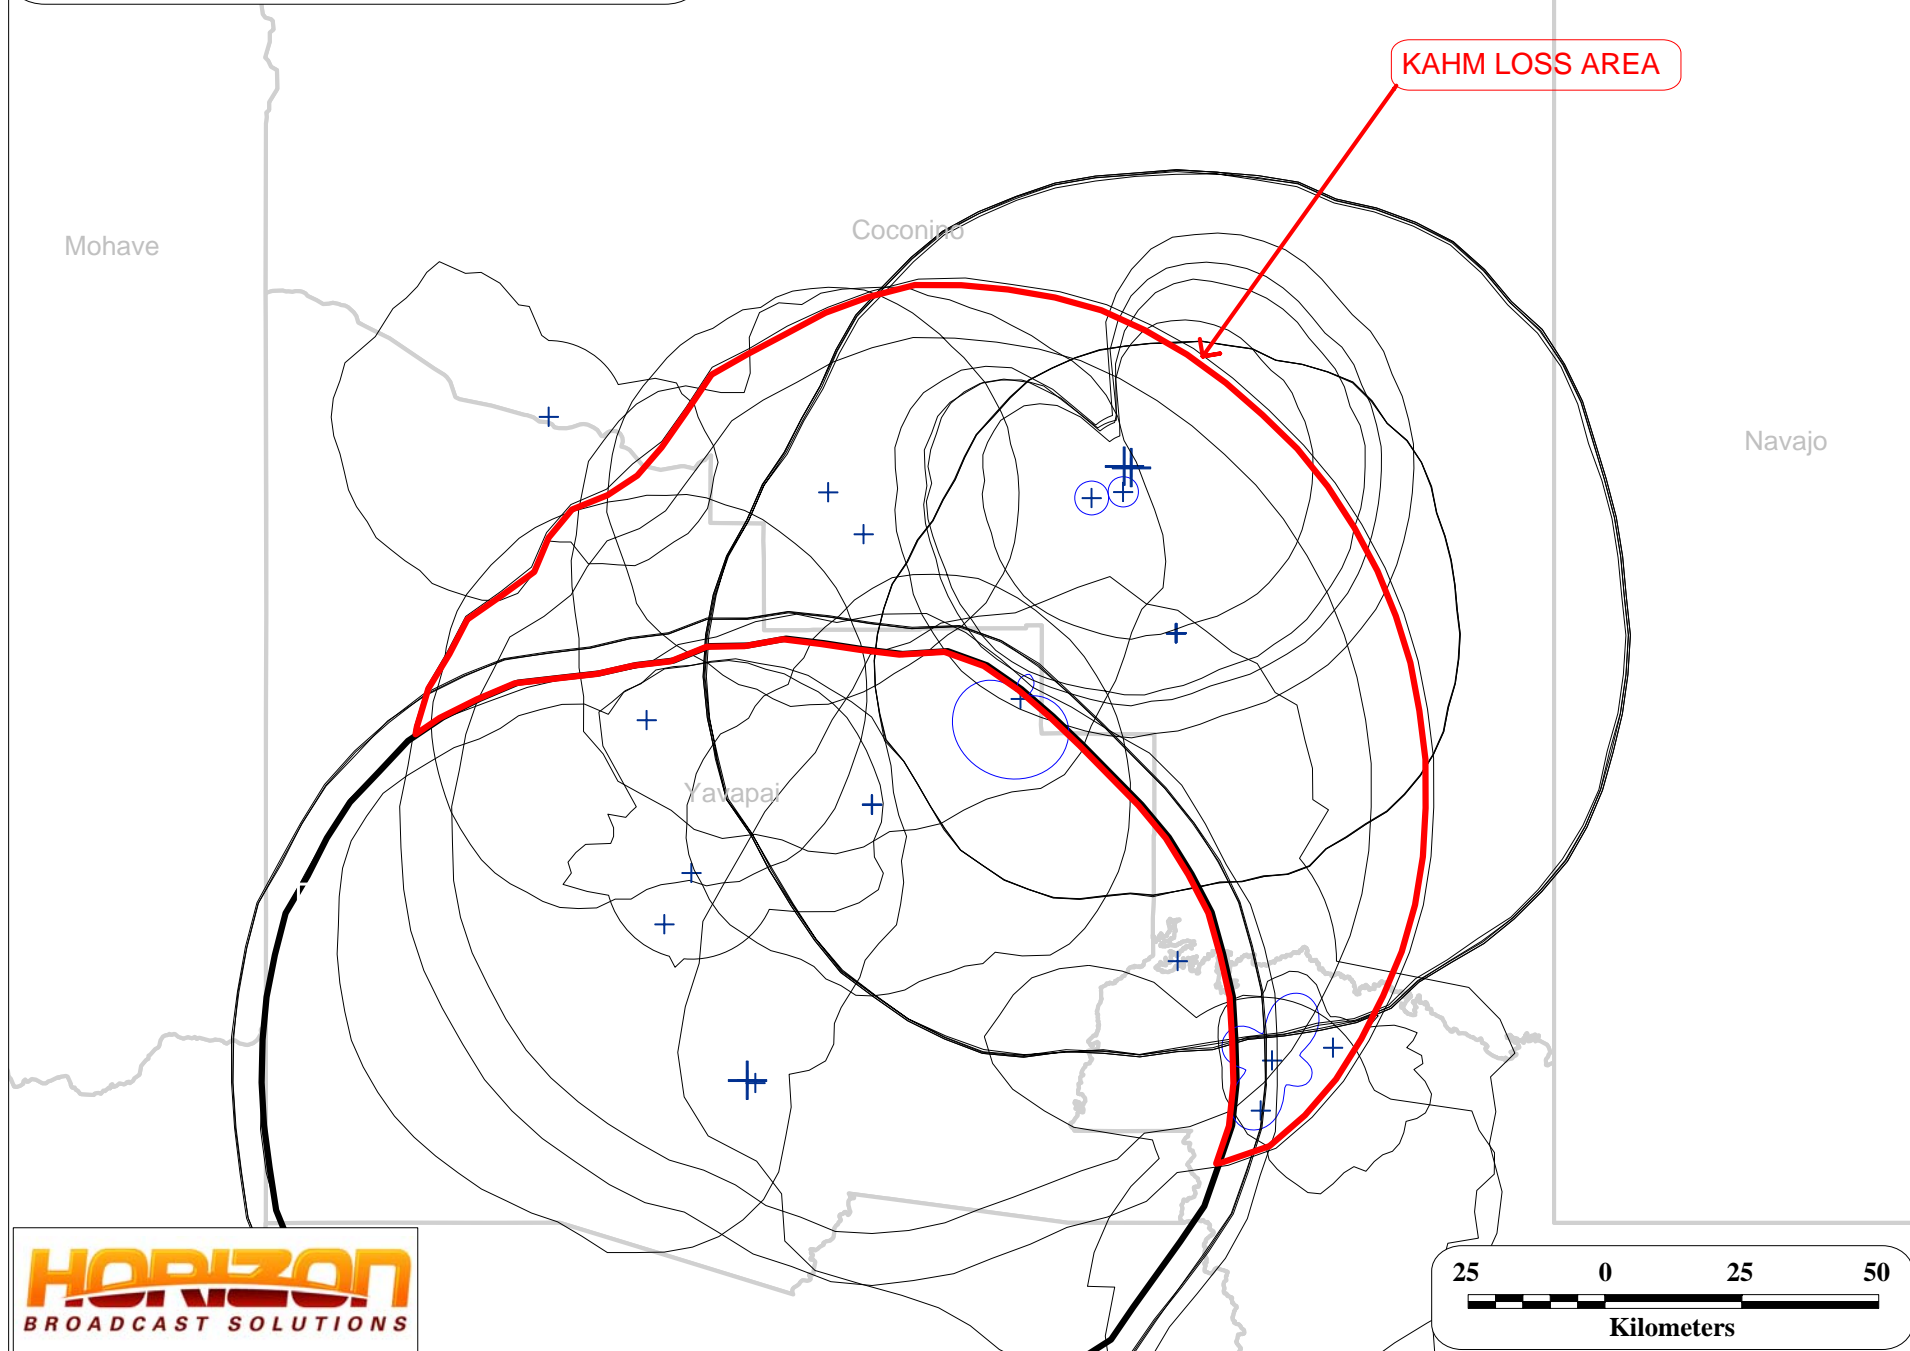 KAHM LOSS AREA
Coconino
Mohave
Navajo
Yavapai
HORIZON
BROADCAST SOLUTIONS
25 0 25 50
Kilometers